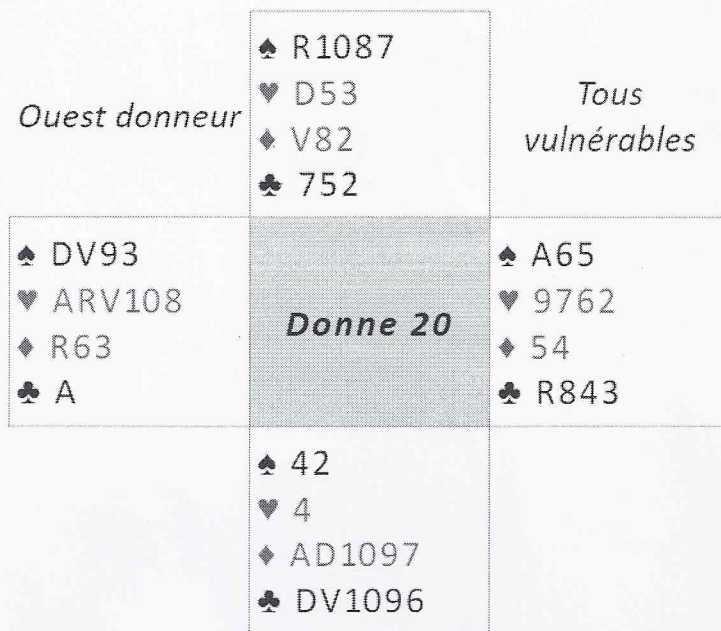 ♠ R1087
♥ D53
Ouest donneur
♦ V82
♣ 752
Tous
vulnérables
♠ DV93
♥ ARV108
♦ R63
♣ A
Donne 20
♠ A65
♥ 9762
♦ 54
♣ R843
♠ 42
♥ 4
♦ AD1097
♣ DV1096